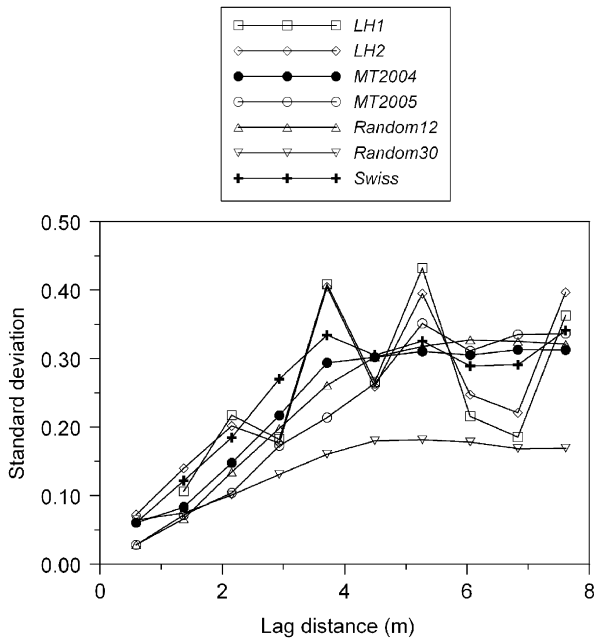 LH1
LH2
MT2004
MT2005
Random12
Random30
Swiss
0.50
0.40
0.30
0.20
0.10
0.00
Standard deviation
0 2 4 6 8
Lag distance (m)